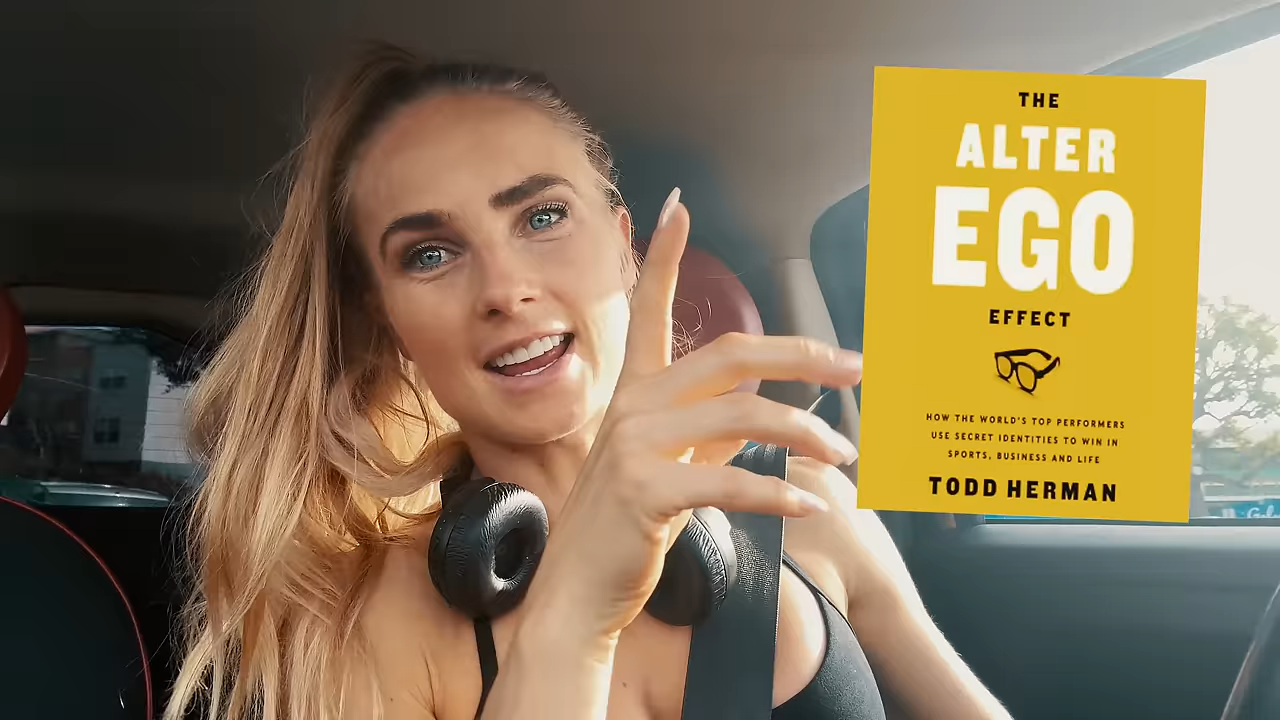 THE
ALTER
EGO
EFFECT
HOW THE WORLD'S TOP PERFORMERS
USE SECRET IDENTITIES TO WIN IN
SPORTS, BUSINESS AND LIFE
TODD HERMAN